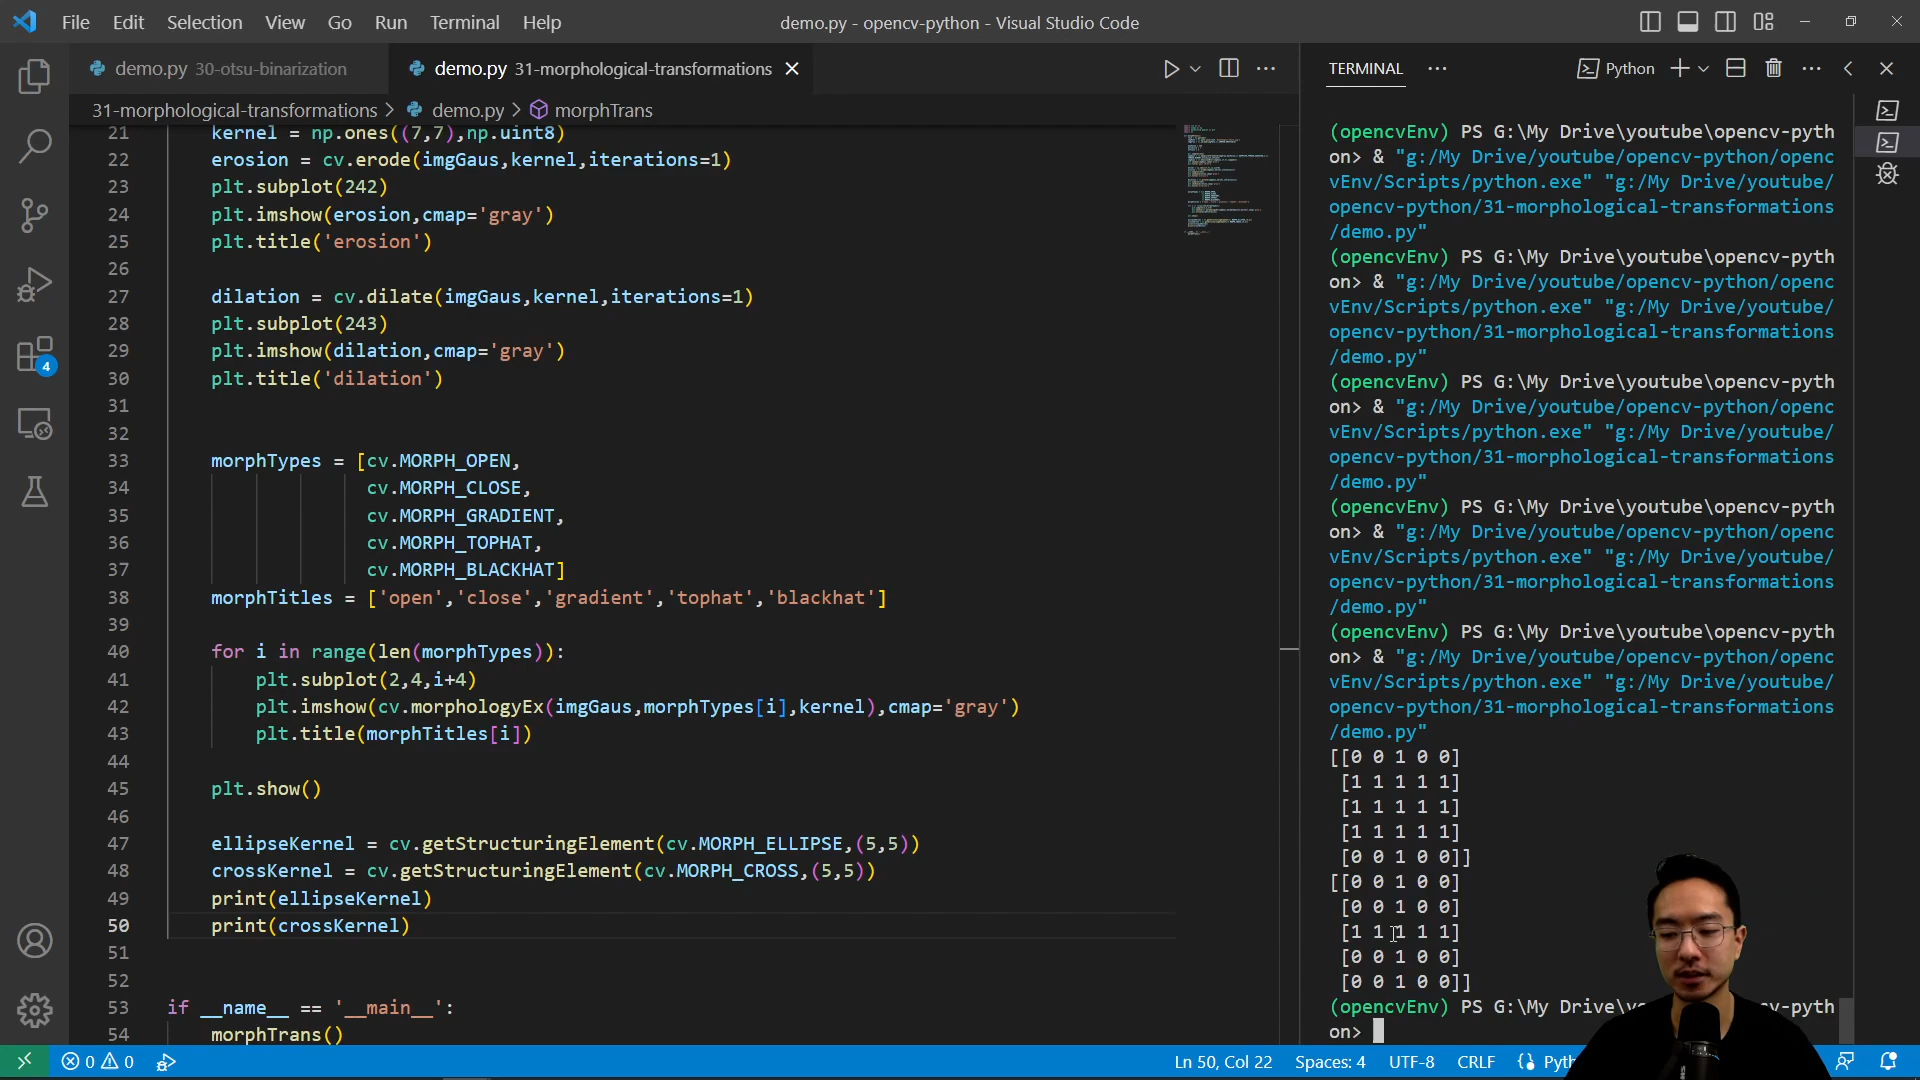 File Edit Selection View Go Run Terminal Help
demo.py - opencv-python - Visual Studio Code
demo.py 30-otsu-binarization
demo.py 31-morphological-transformations
31-morphological-transformations > demo.py > morphTrans
21 kernel = np.ones((7,7),np.uint8)
22 erosion = cv.erode(imgGaus,kernel,iterations=1)
23 plt.subplot(242)
24 plt.imshow(erosion,cmap='gray')
25 plt.title('erosion')
26
27 dilation = cv.dilate(imgGaus,kernel,iterations=1)
28 plt.subplot(243)
29 plt.imshow(dilation,cmap='gray')
30 plt.title('dilation')
31
32
33 morphTypes = [cv.MORPH_OPEN,
34 cv.MORPH_CLOSE,
35 cv.MORPH_GRADIENT,
36 cv.MORPH_TOPHAT,
37 cv.MORPH_BLACKHAT]
38 morphTitles = ['open','close','gradient','tophat','blackhat']
39
40 for i in range(len(morphTypes)):
41 plt.subplot(2,4,i+4)
42 plt.imshow(cv.morphologyEx(imgGaus,morphTypes[i],kernel),cmap='gray')
43 plt.title(morphTitles[i])
44
45 plt.show()
46
47 ellipseKernel = cv.getStructuringElement(cv.MORPH_ELLIPSE,(5,5))
48 crossKernel = cv.getStructuringElement(cv.MORPH_CROSS,(5,5))
49 print(ellipseKernel)
50 print(crossKernel)
51
52
53 if __name__ == '__main__':
54 morphTrans()
TERMINAL
Python
(opencvEnv) PS G:\My Drive\youtube\opencv-pyth
on> & "g:/My Drive/youtube/opencv-python/openc
vEnv/Scripts/python.exe" "g:/My Drive/youtube/
opencv-python/31-morphological-transformations
/demo.py"
(opencvEnv) PS G:\My Drive\youtube\opencv-pyth
on> & "g:/My Drive/youtube/opencv-python/openc
vEnv/Scripts/python.exe" "g:/My Drive/youtube/
opencv-python/31-morphological-transformations
/demo.py"
(opencvEnv) PS G:\My Drive\youtube\opencv-pyth
on> & "g:/My Drive/youtube/opencv-python/openc
vEnv/Scripts/python.exe" "g:/My Drive/youtube/
opencv-python/31-morphological-transformations
/demo.py"
(opencvEnv) PS G:\My Drive\youtube\opencv-pyth
on> & "g:/My Drive/youtube/opencv-python/openc
vEnv/Scripts/python.exe" "g:/My Drive/youtube/
opencv-python/31-morphological-transformations
/demo.py"
(opencvEnv) PS G:\My Drive\youtube\opencv-pyth
on> & "g:/My Drive/youtube/opencv-python/openc
vEnv/Scripts/python.exe" "g:/My Drive/youtube/
opencv-python/31-morphological-transformations
/demo.py"
[[0 0 1 0 0]
[1 1 1 1 1]
[1 1 1 1 1]
[1 1 1 1 1]
[0 0 1 0 0]]
[[0 0 1 0 0]
[0 0 1 0 0]
[1 1 1 1 1]
[0 0 1 0 0]
[0 0 1 0 0]]
(opencvEnv) PS G:\My Drive\y opencv-pyth
on>
4
0 0
Ln 50, Col 22 Spaces: 4 UTF-8 CRLF